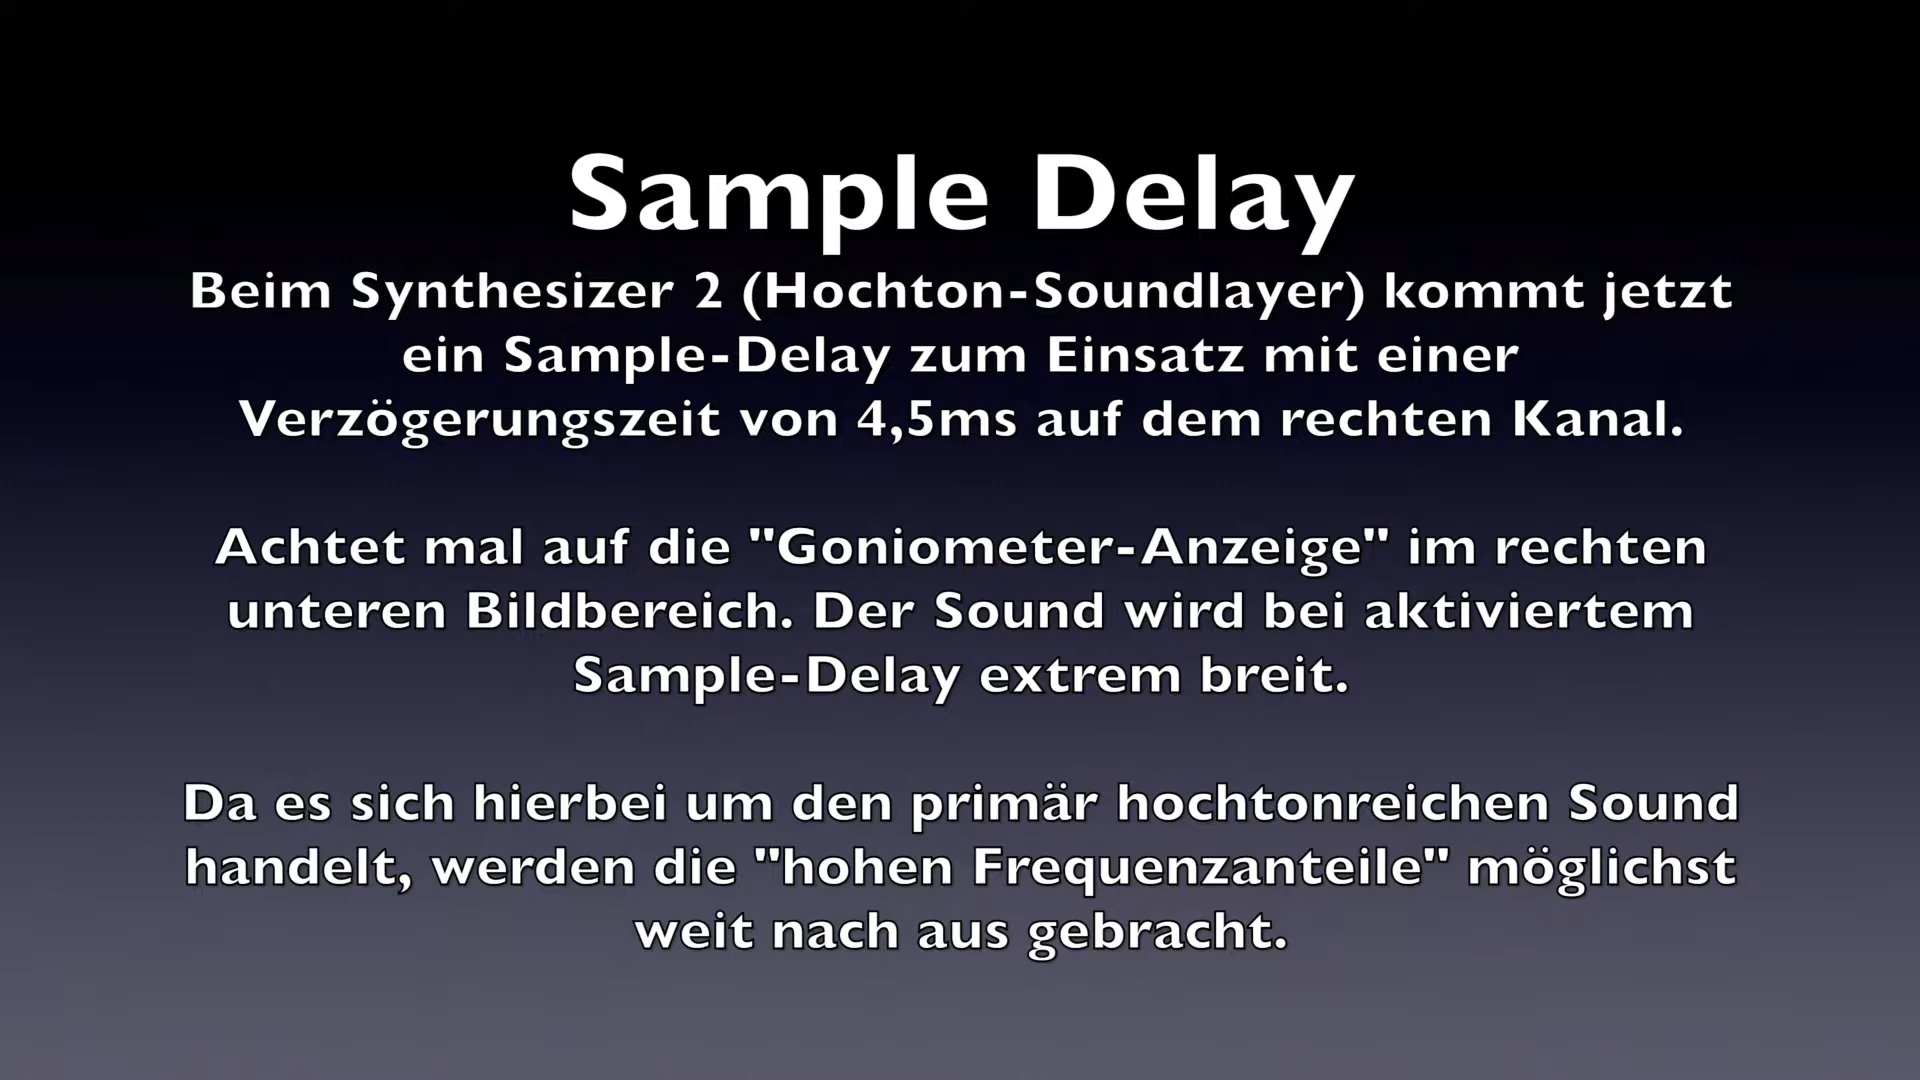 Sample Delay
Beim Synthesizer 2 (Hochton-Soundlayer) kommt jetzt
ein Sample-Delay zum Einsatz mit einer
Verzögerungszeit von 4,5ms auf dem rechten Kanal.
Achtet mal auf die "Goniometer-Anzeige" im rechten
unteren Bildbereich. Der Sound wird bei aktiviertem
Sample-Delay extrem breit.
Da es sich hierbei um den primär hochtonreichen Sound
handelt, werden die "hohen Frequenzanteile" möglichst
weit nach aus gebracht.